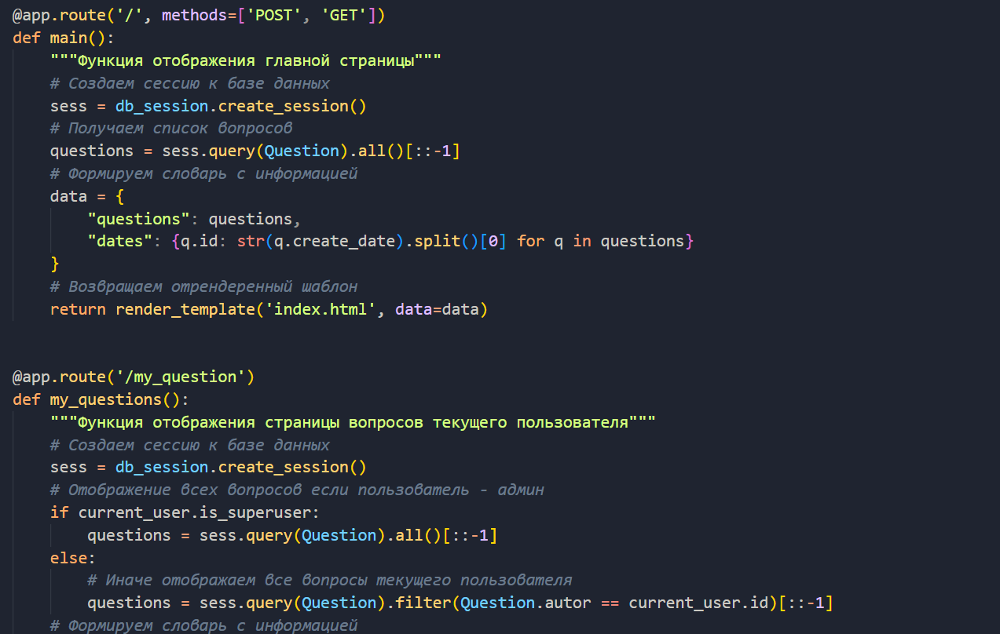 @app.route('/', methods=['POST', 'GET'])
def main():
    """Функция отображения главной страницы"""
    # Создаем сессию к базе данных
    sess = db_session.create_session()
    # Получаем список вопросов
    questions = sess.query(Question).all()[::-1]
    # Формируем словарь с информацией
    data = {
        "questions": questions,
        "dates": {q.id: str(q.create_date).split()[0] for q in questions}
    }
    # Возвращаем отрендеренный шаблон
    return render_template('index.html', data=data)
@app.route('/my_question')
def my_questions():
    """Функция отображения страницы вопросов текущего пользователя"""
    # Создаем сессию к базе данных
    sess = db_session.create_session()
    # Отображение всех вопросов если пользователь - админ
    if current_user.is_superuser:
        questions = sess.query(Question).all()[::-1]
    else:
        # Иначе отображаем все вопросы текущего пользователя
        questions = sess.query(Question).filter(Question.autor == current_user.id)[::-1]
    # Формируем словарь с информацией